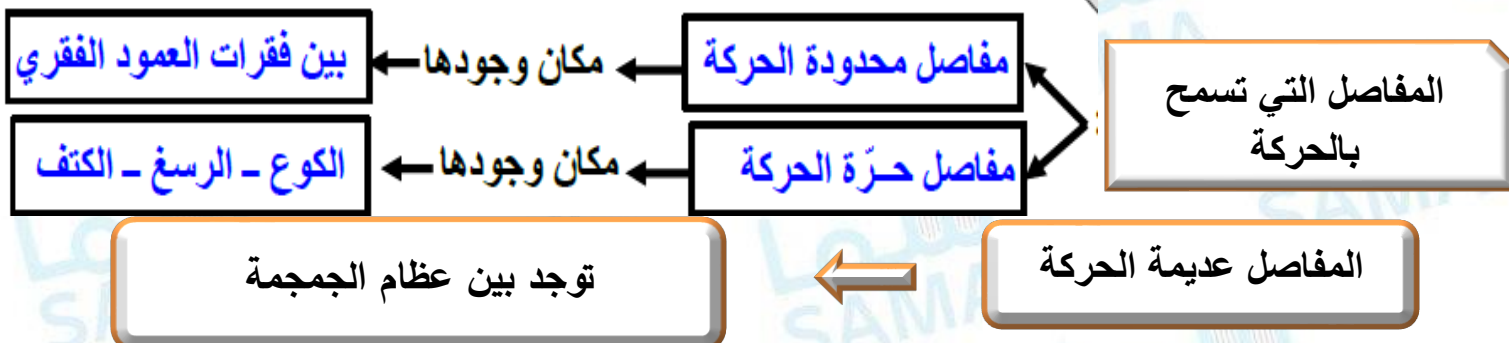 المفاصل التي تسمح
بالحركة
مفاصل محدودة الحركة
مكان وجودها
بين فقرات العمود الفقري
مفاصل حـرّة الحركة
مكان وجودها
الكوع ـ الرسغ ـ الكتف
المفاصل عديمة الحركة
توجد بين عظام الجمجمة